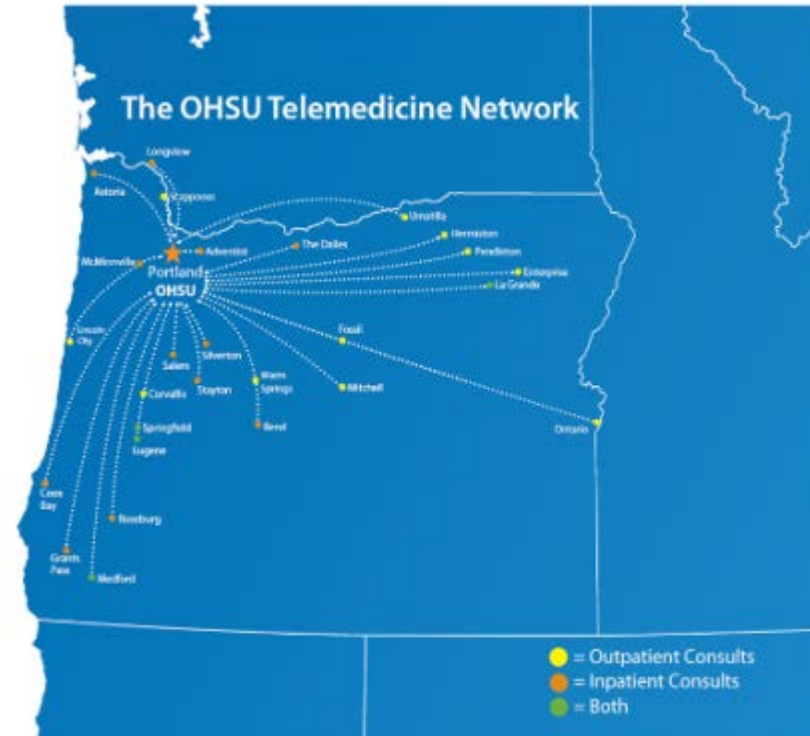 The OHSU Telemedicine Network
Longview
Astoria
Scappoose
Umatilla
Hermiston
Adventist
The Dalles
Pendleton
McMinnville
Portland
OHSU
Enterprise
La Grande
Lincoln
City
Fossil
Silverton
Salem
Warm
Springs
Stayton
Mitchell
Corvallis
Springfield
Bend
Ontario
Eugene
Coos
Bay
Roseburg
Grants
Pass
Medford
= Outpatient Consults
= Inpatient Consults
= Both